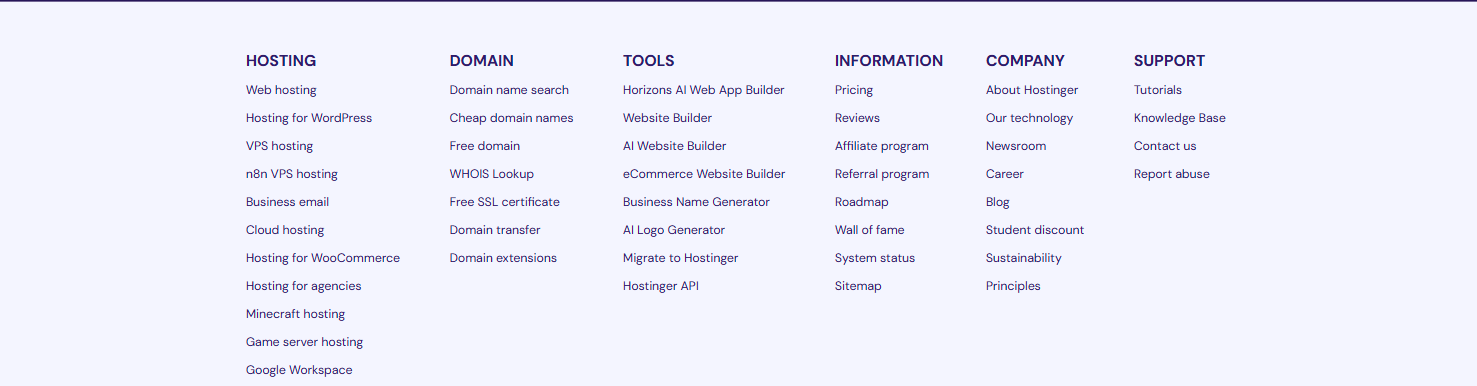 HOSTING
Web hosting
Hosting for WordPress
VPS hosting
n8n VPS hosting
Business email
Cloud hosting
Hosting for WooCommerce
Hosting for agencies
Minecraft hosting
Game server hosting
Google Workspace
DOMAIN
Domain name search
Cheap domain names
Free domain
WHOIS Lookup
Free SSL certificate
Domain transfer
Domain extensions
TOOLS
Horizons AI Web App Builder
Website Builder
AI Website Builder
eCommerce Website Builder
Business Name Generator
AI Logo Generator
Migrate to Hostinger
Hostinger API
INFORMATION
Pricing
Reviews
Affiliate program
Referral program
Roadmap
Wall of fame
System status
Sitemap
COMPANY
About Hostinger
Our technology
Newsroom
Career
Blog
Student discount
Sustainability
Principles
SUPPORT
Tutorials
Knowledge Base
Contact us
Report abuse